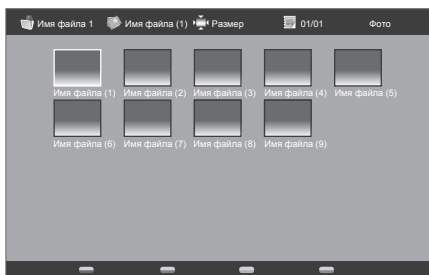 Имя файла 1 Имя файла (1) Размер 01/01 Фото
Имя файла (1) Имя файла (2) Имя файла (3) Имя файла (4) Имя файла (5)
Имя файла (6) Имя файла (7) Имя файла (8) Имя файла (9)